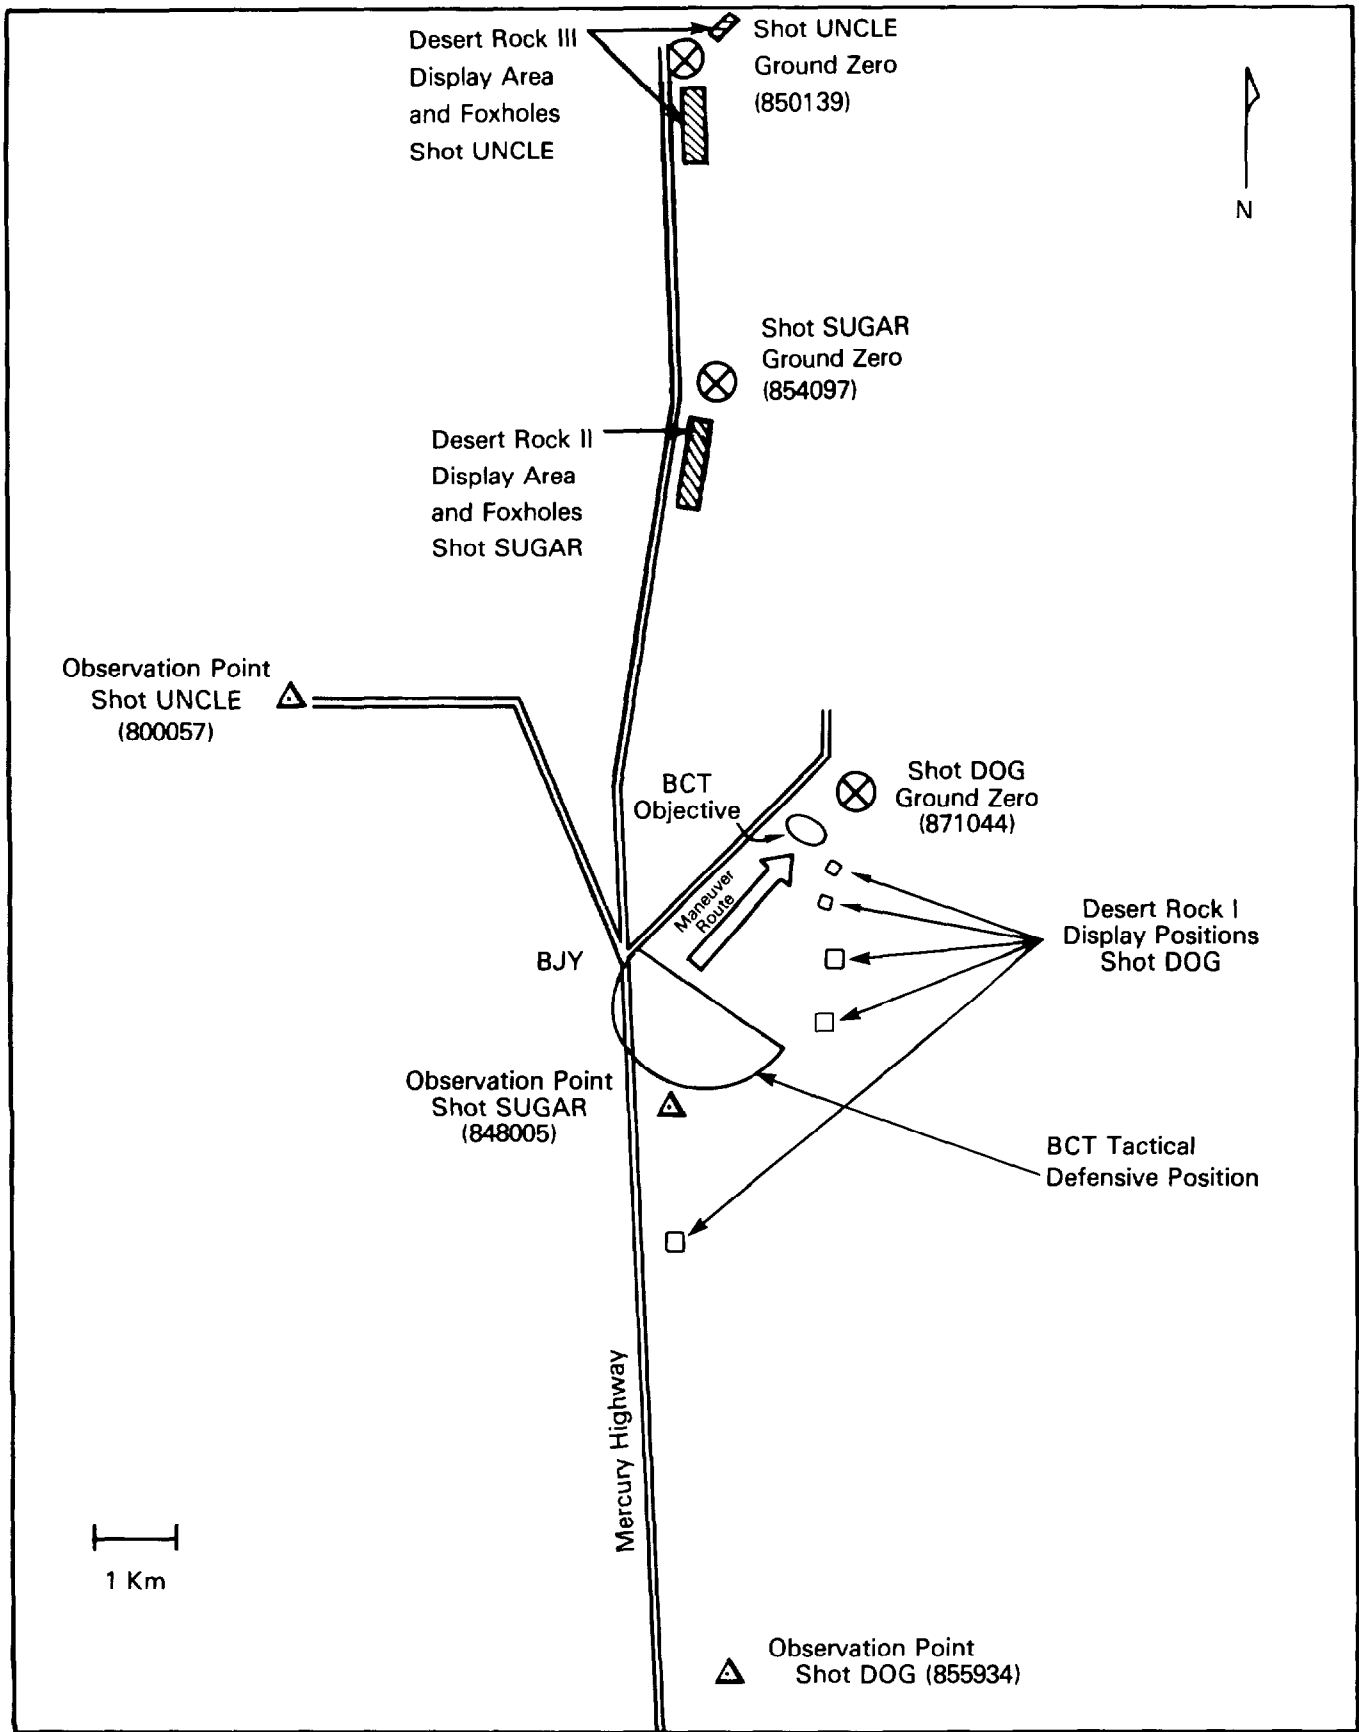 Desert Rock III
Display Area
and Foxholes
Shot UNCLE
Shot UNCLE
Ground Zero
(850139)
N
Shot SUGAR
Ground Zero
(854097)
Desert Rock II
Display Area
and Foxholes
Shot SUGAR
Observation Point
Shot UNCLE
(800057)
BCT
Objective
Shot DOG
Ground Zero
(871044)
Maneuver
Route
Desert Rock I
Display Positions
Shot DOG
BJY
Observation Point
Shot SUGAR
(848005)
BCT Tactical
Defensive Position
Mercury Highway
1 Km
Observation Point
Shot DOG (855934)